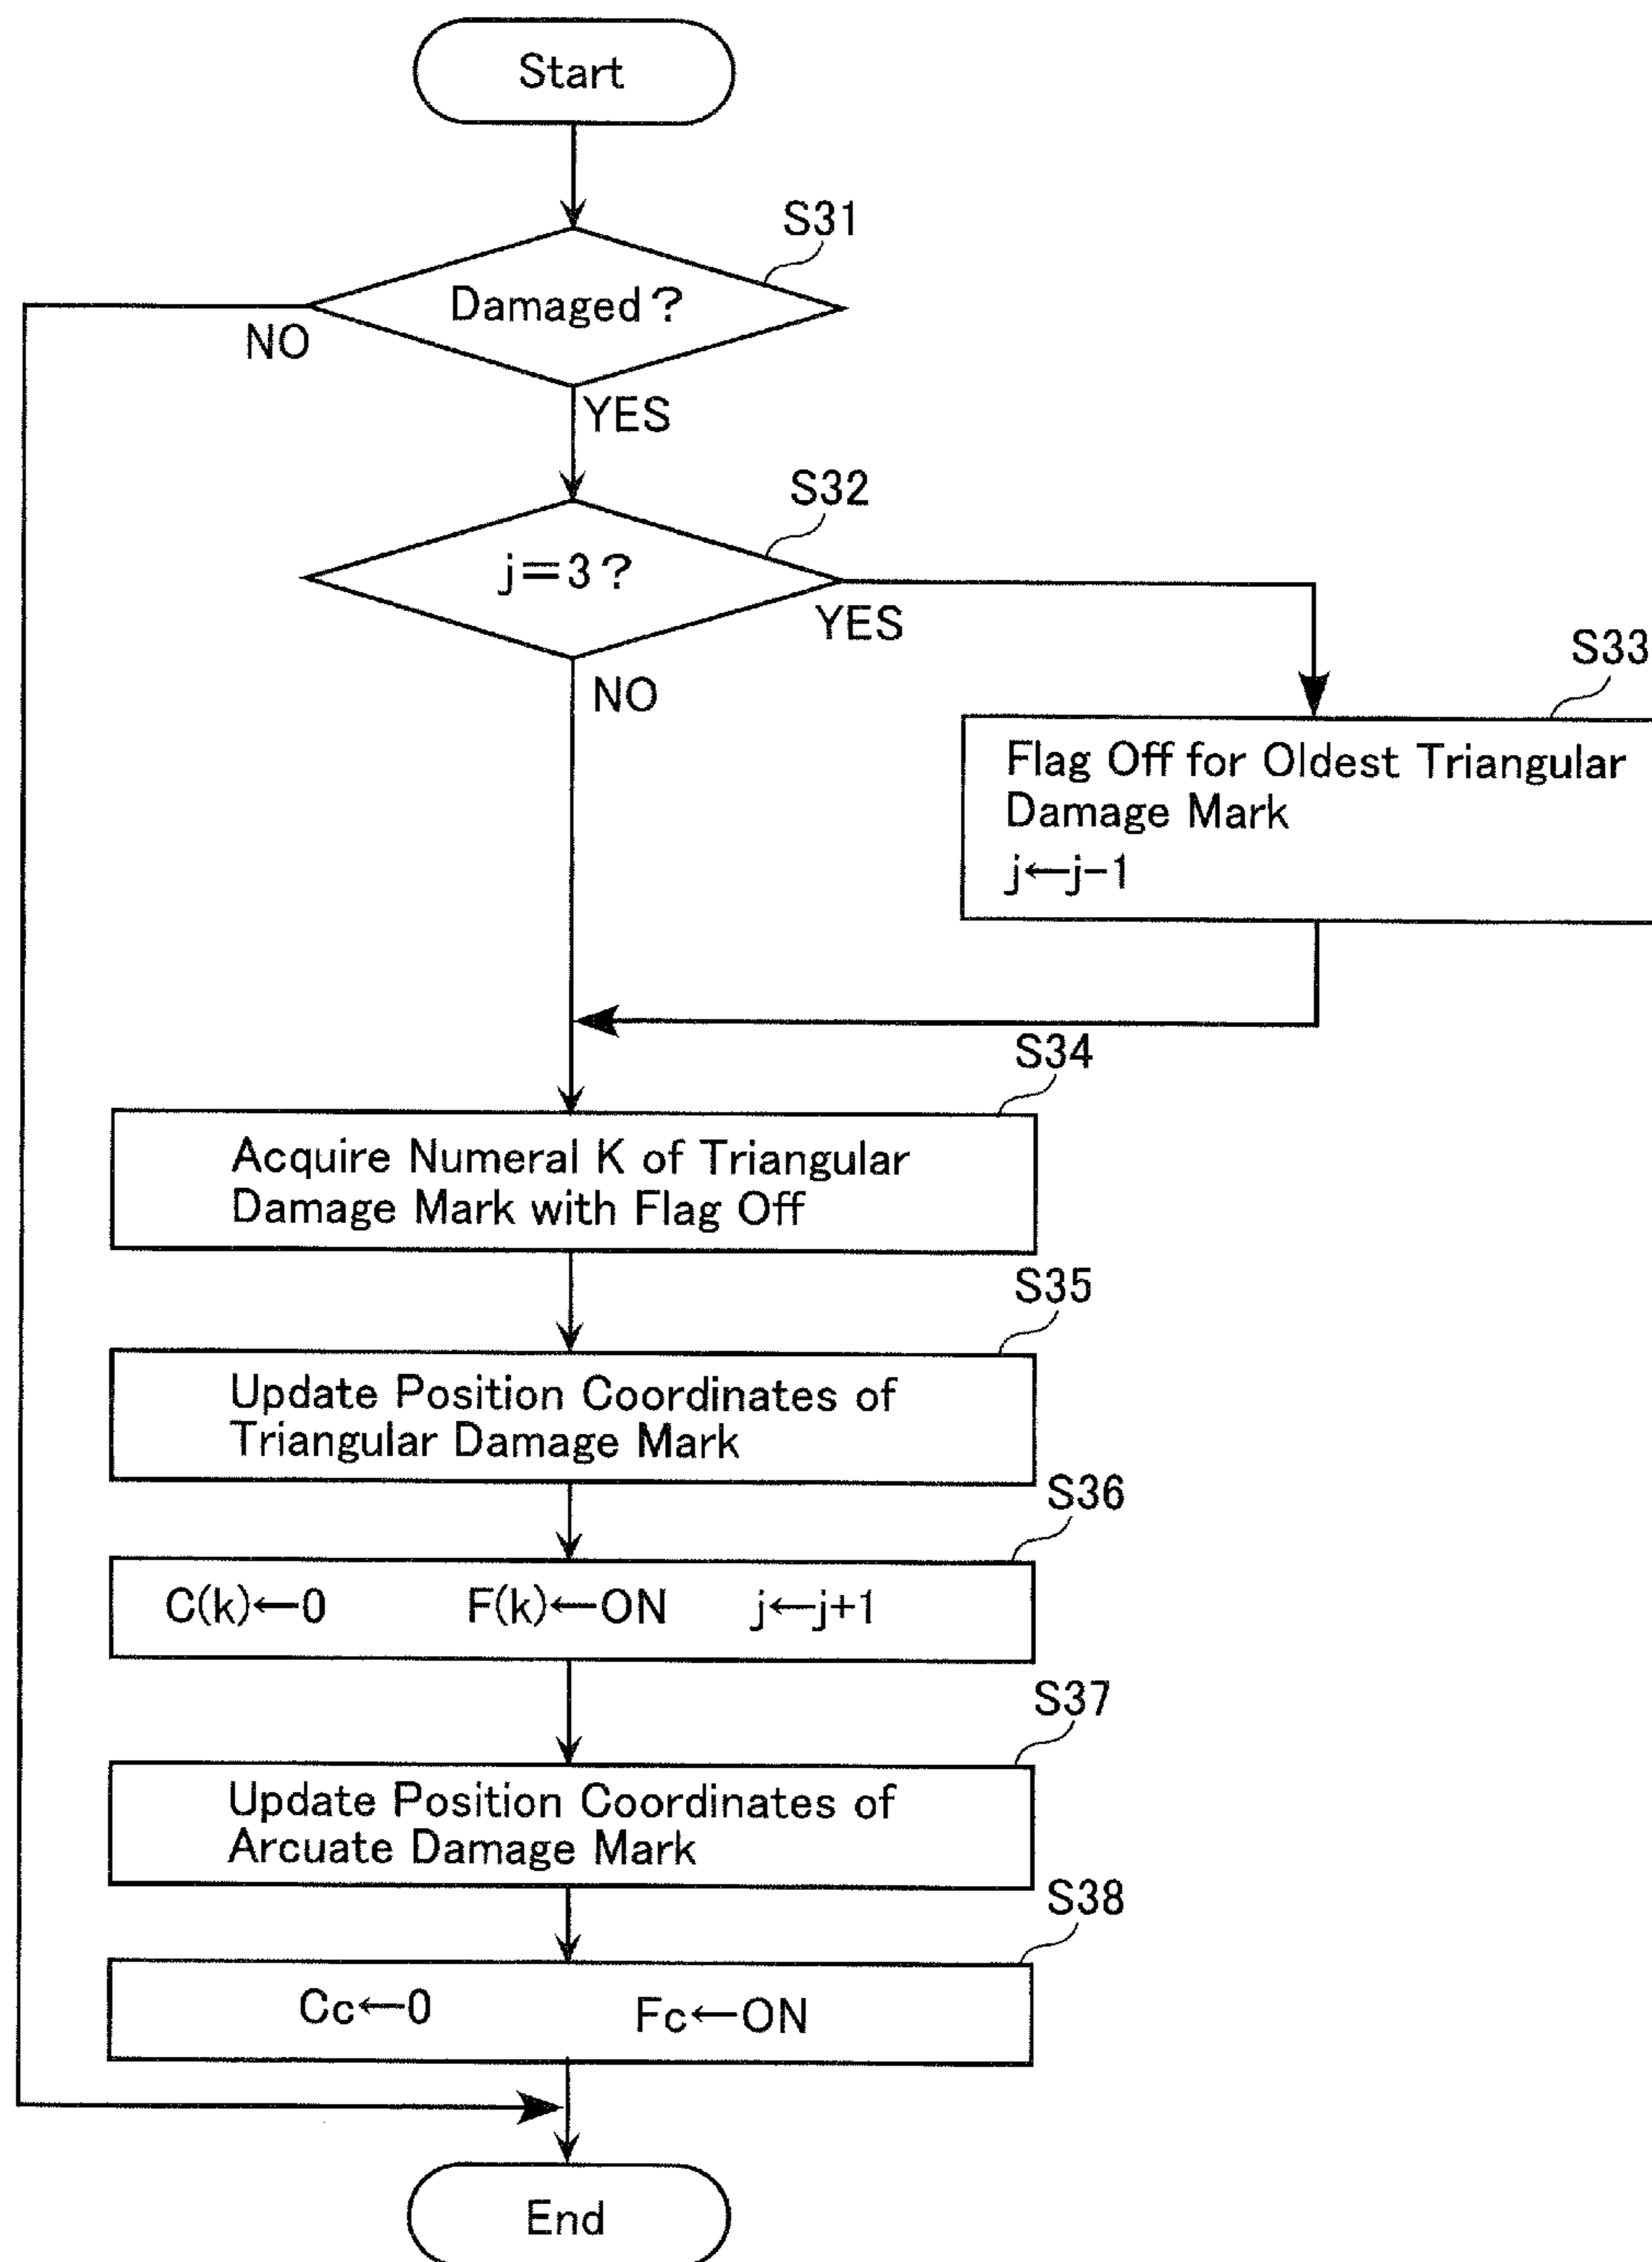 Start
S31
Damaged?
NO
YES
S32
j=3?
YES
NO
S33
Flag Off for Oldest Triangular
Damage Mark
j←j-1
S34
Acquire Numeral K of Triangular
Damage Mark with Flag Off
S35
Update Position Coordinates of
Triangular Damage Mark
S36
C(k)←0 F(k)←ON j←j+1
S37
Update Position Coordinates of
Arcuate Damage Mark
S38
Cc←0 Fc←ON
End